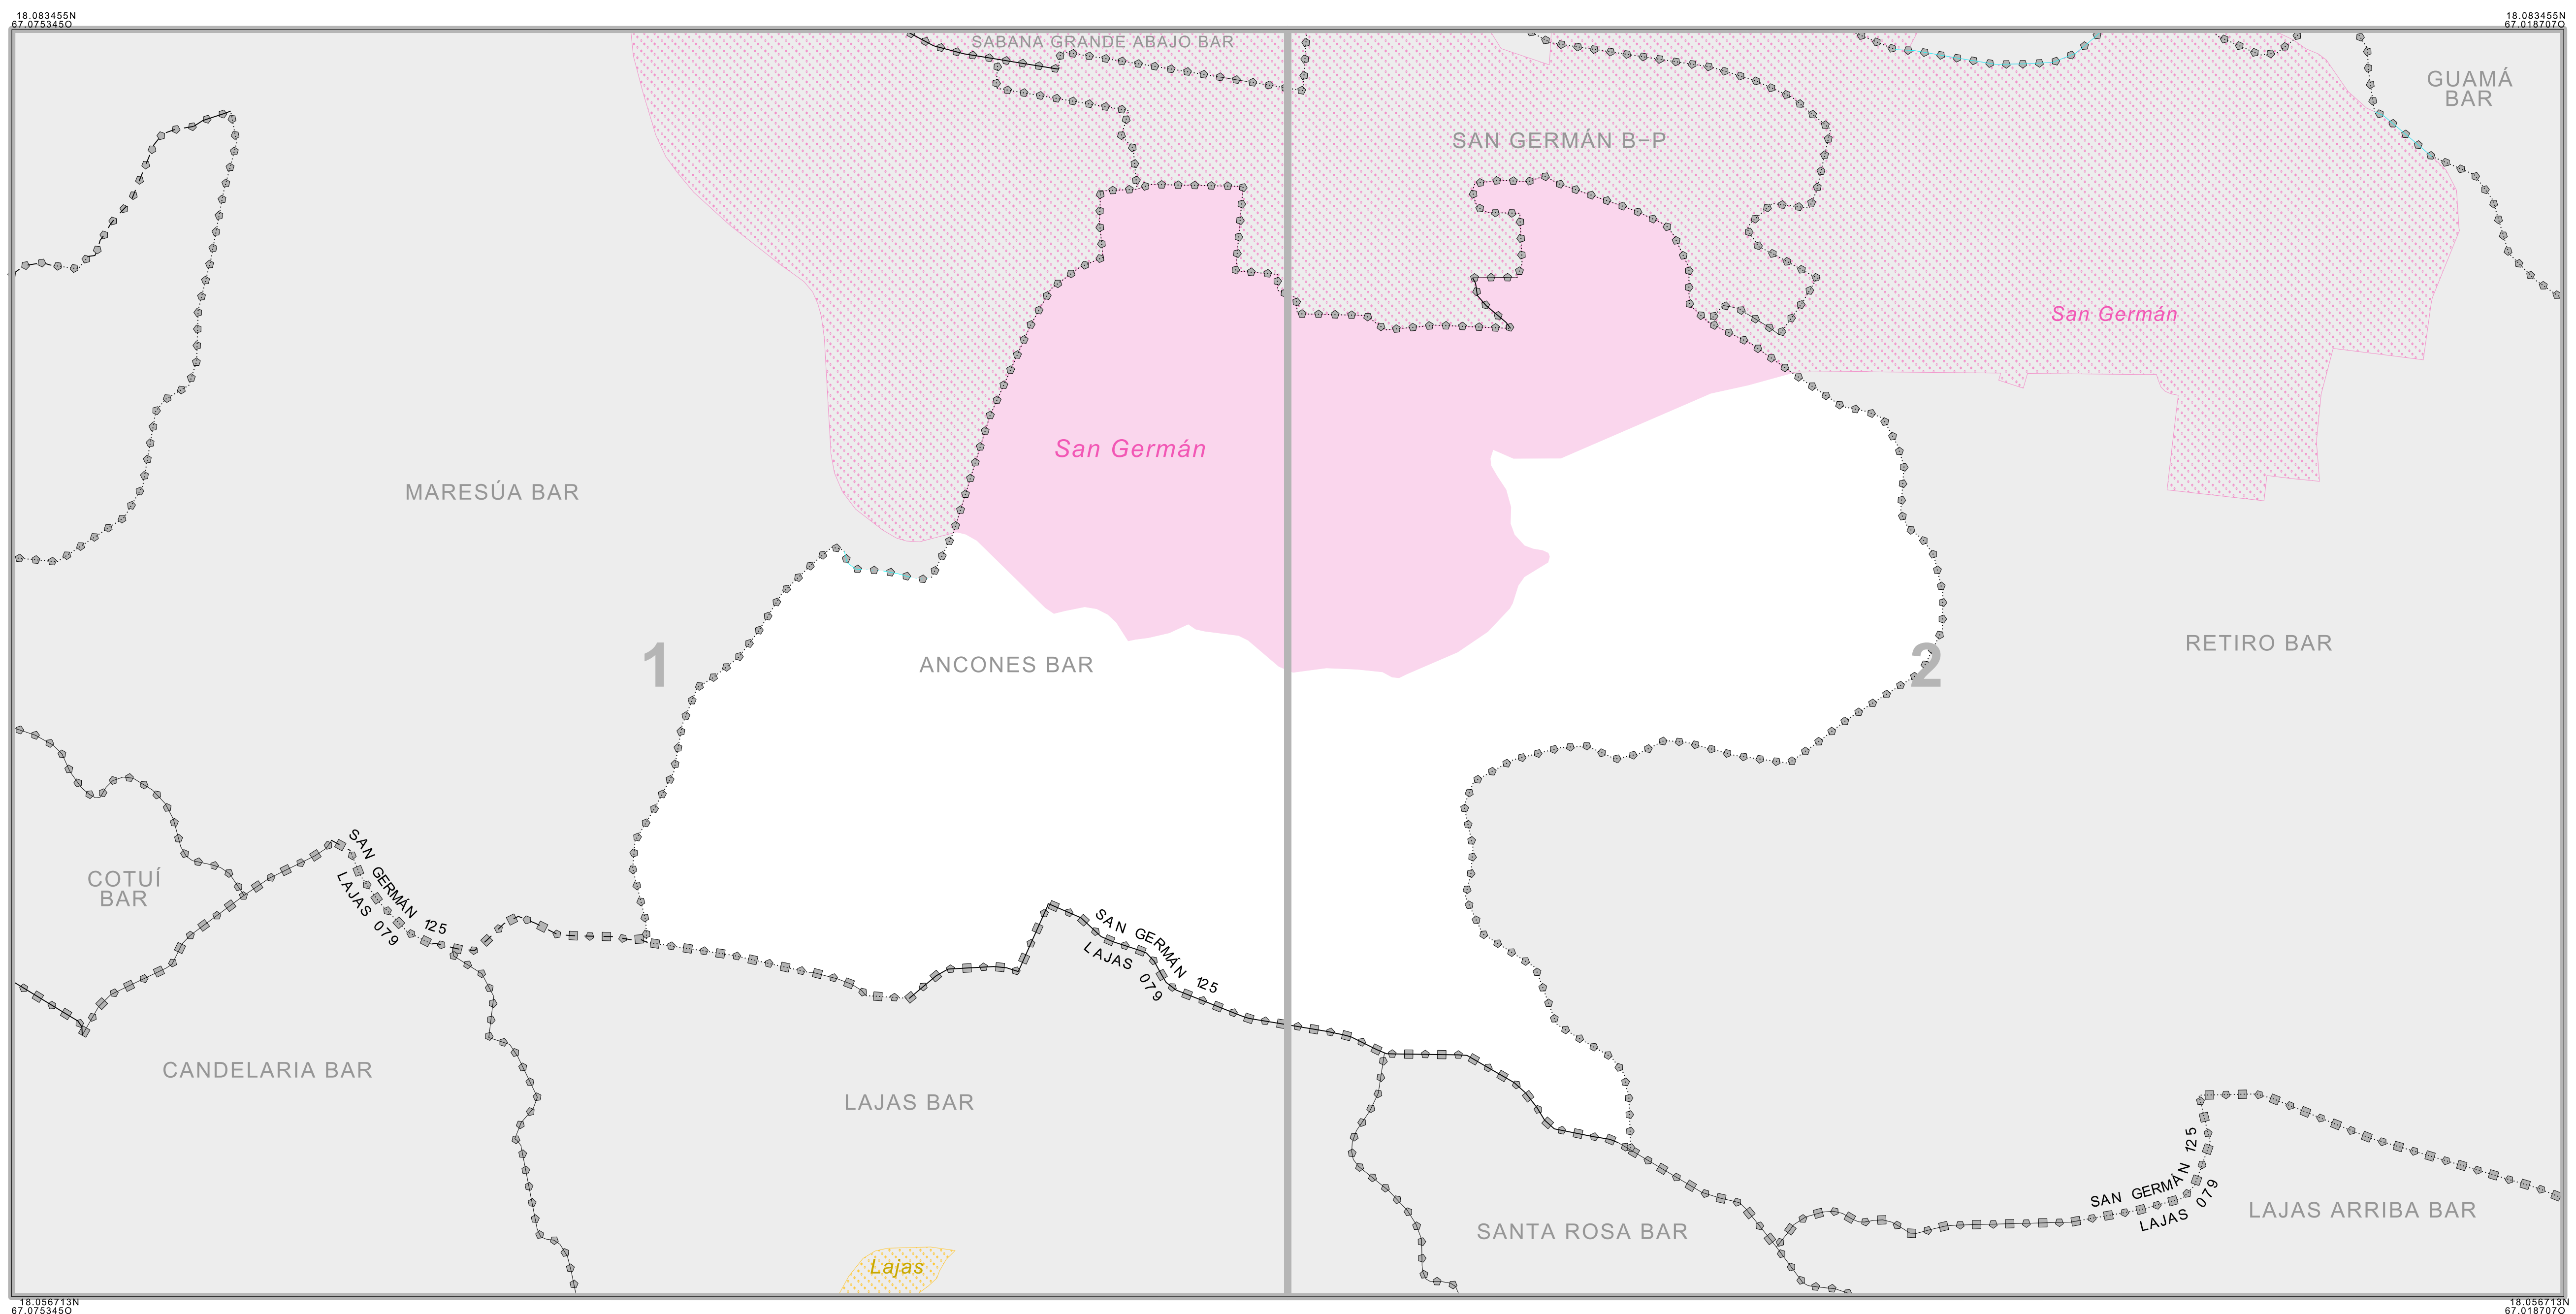 18.083455N
67.075345O
18.083455N
67.018707O
SABANA GRANDE ABAJO BAR
GUAMÁ
BAR
SAN GERMÁN B-P
San Germán
San Germán
MARESÚA BAR
1
ANCONES BAR
2
RETIRO BAR
COTUÍ
BAR
SAN GERMÁN 125
LAJAS 079
SAN GERMÁN 125
LAJAS 079
CANDELARIA BAR
LAJAS BAR
SAN GERMÁN 125
LAJAS 079
SANTA ROSA BAR
LAJAS ARRIBA BAR
Lajas
18.056713N
67.075345O
18.056713N
67.018707O